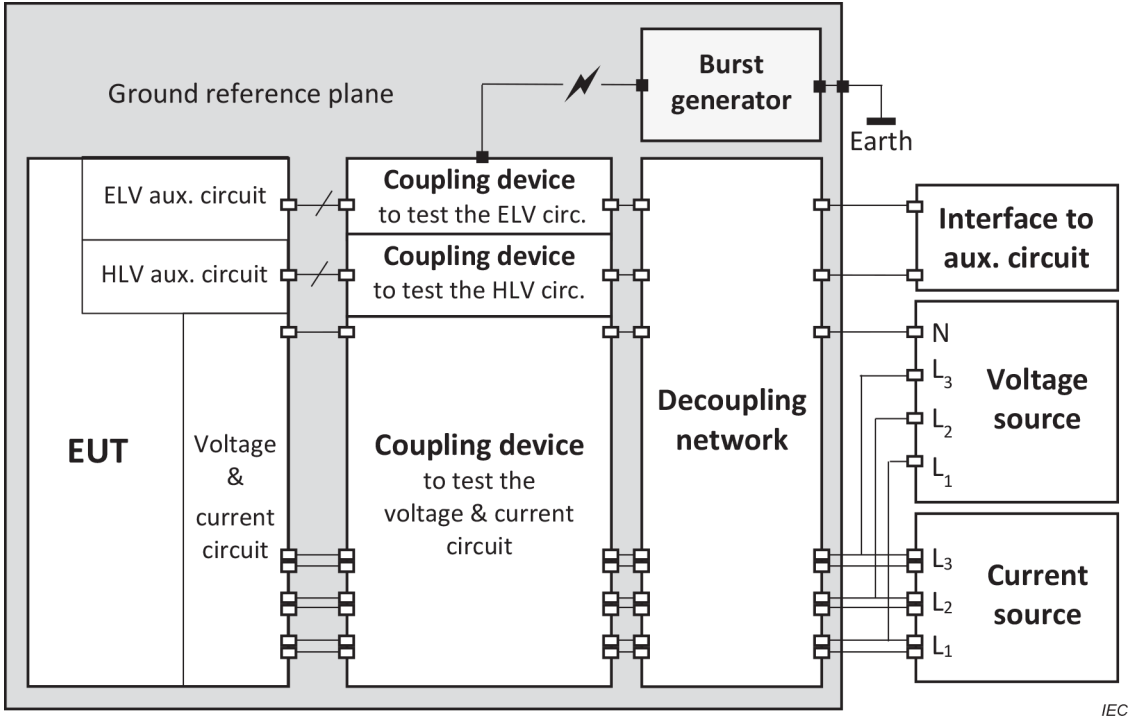 Burst
generator
Ground reference plane
Earth
ELV aux. circuit
Coupling device
to test the ELV circ.
Interface to
aux. circuit
HLV aux. circuit
Coupling device
to test the HLV circ.
N
L3
L2
L1
Voltage
source
Decoupling
network
EUT
Voltage
&
current
circuit
Coupling device
to test the
voltage & current
circuit
L3
L2
L1
Current
source
IEC